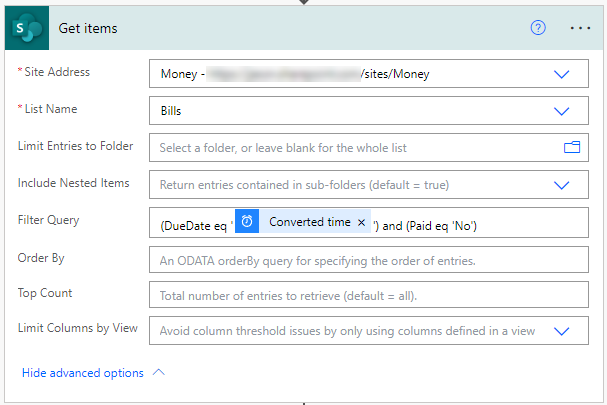 S
Get items
* Site Address
Money - /sites/Money
* List Name
Bills
Limit Entries to Folder
Select a folder, or leave blank for the whole list
Include Nested Items
Return entries contained in sub-folders (default = true)
Filter Query
(DueDate eq ' Converted time × ') and (Paid eq 'No')
Order By
An ODATA orderBy query for specifying the order of entries.
Top Count
Total number of entries to retrieve (default = all).
Limit Columns by View
Avoid column threshold issues by only using columns defined in a view
Hide advanced options